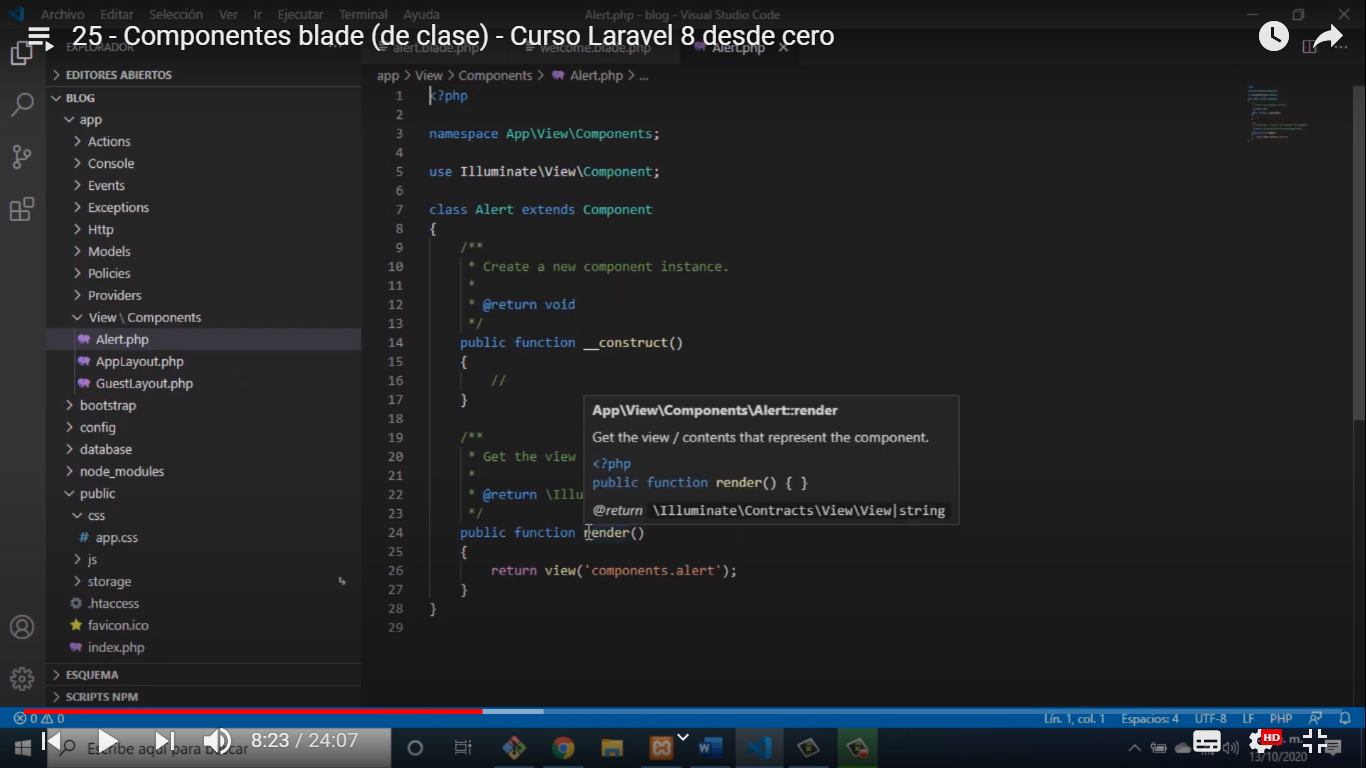 Archivo Editar Selección Ver Ir Ejecutar Terminal Ayuda Alert.php - blog - Visual Studio Code
25 - Componentes blade (de clase) - Curso Laravel 8 desde cero
EXPLORADOR
alert.blade.php welcome.blade.php Alert.php
EDITORES ABIERTOS
BLOG
app
Actions
Console
Events
Exceptions
Http
Models
Policies
Providers
View \ Components
Alert.php
AppLayout.php
GuestLayout.php
bootstrap
config
database
node_modules
public
css
app.css
js
storage
.htaccess
favicon.ico
index.php
ESQUEMA
SCRIPTS NPM
app > View > Components > Alert.php > ...
1 <?php
2
3 namespace App\View\Components;
4
5 use Illuminate\View\Component;
6
7 class Alert extends Component
8 {
9 /**
10 * Create a new component instance.
11 *
12 * @return void
13 */
14 public function __construct()
15 {
16 //
17 }
18
19 /**
20 * Get the view
21 *
22 * @return \Illu
23 */
24 public function render()
25 {
26 return view('components.alert');
27 }
28 }
29
App\View\Components\Alert::render
Get the view / contents that represent the component.
<?php
public function render() { }
@return \Illuminate\Contracts\View\View|string
0 0 Lín. 1, col. 1 Espacios: 4 UTF-8 LF PHP
Escribe aquí para buscar
8:23 / 24:07
HD
13/10/2020